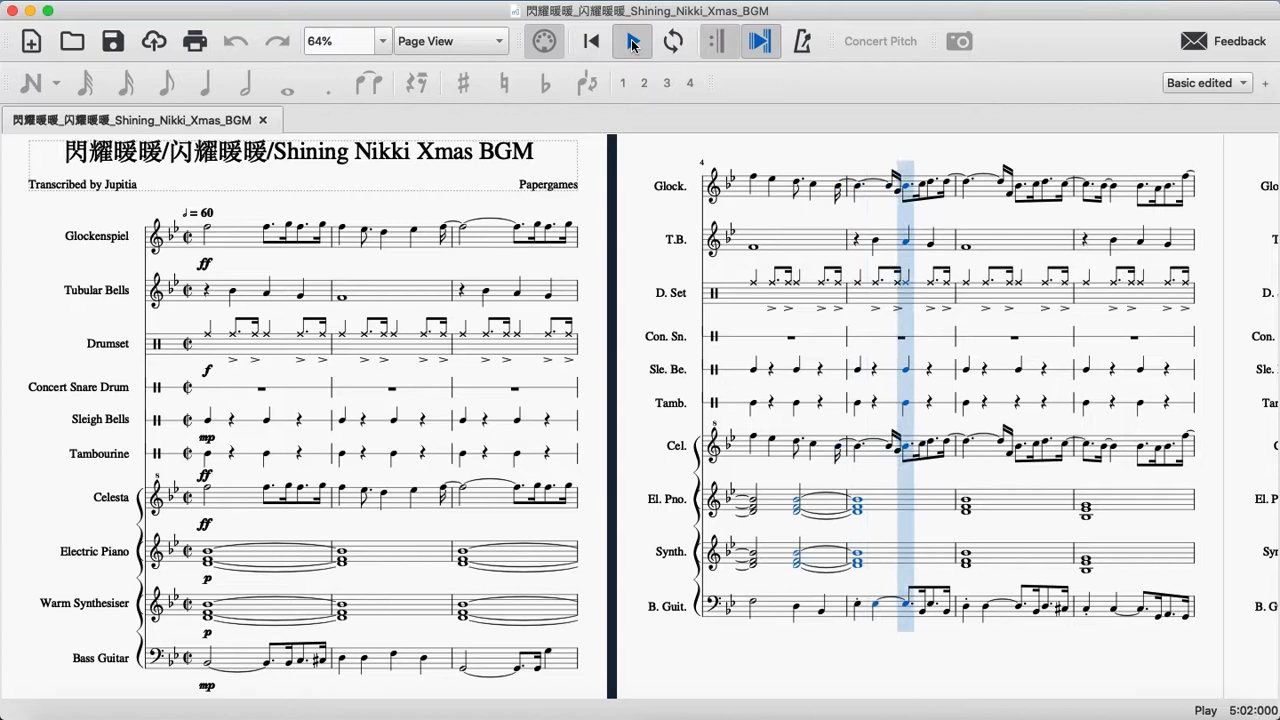 閃耀暖暖_闪耀暖暖_Shining_Nikki_Xmas_BGM
64%
Page View
Concert Pitch
Feedback
1 2 3 4
Basic edited
閃耀暖暖_闪耀暖暖_Shining_Nikki_Xmas_BGM
閃耀暖暖/闪耀暖暖/Shining Nikki Xmas BGM
Transcribed by Jupitia
Papergames
= 60
Glockenspiel
ff
Tubular Bells
Drumset
f
Concert Snare Drum
Sleigh Bells
mp
Tambourine
ff
Celesta
ff
Electric Piano
p
Warm Synthesiser
p
Bass Guitar
mp
4
Glock.
T.B.
D. Set
Con. Sn.
Sle. Be.
Tamb.
Cel.
El. Pno.
Synth.
B. Guit.
Play 5:02:000